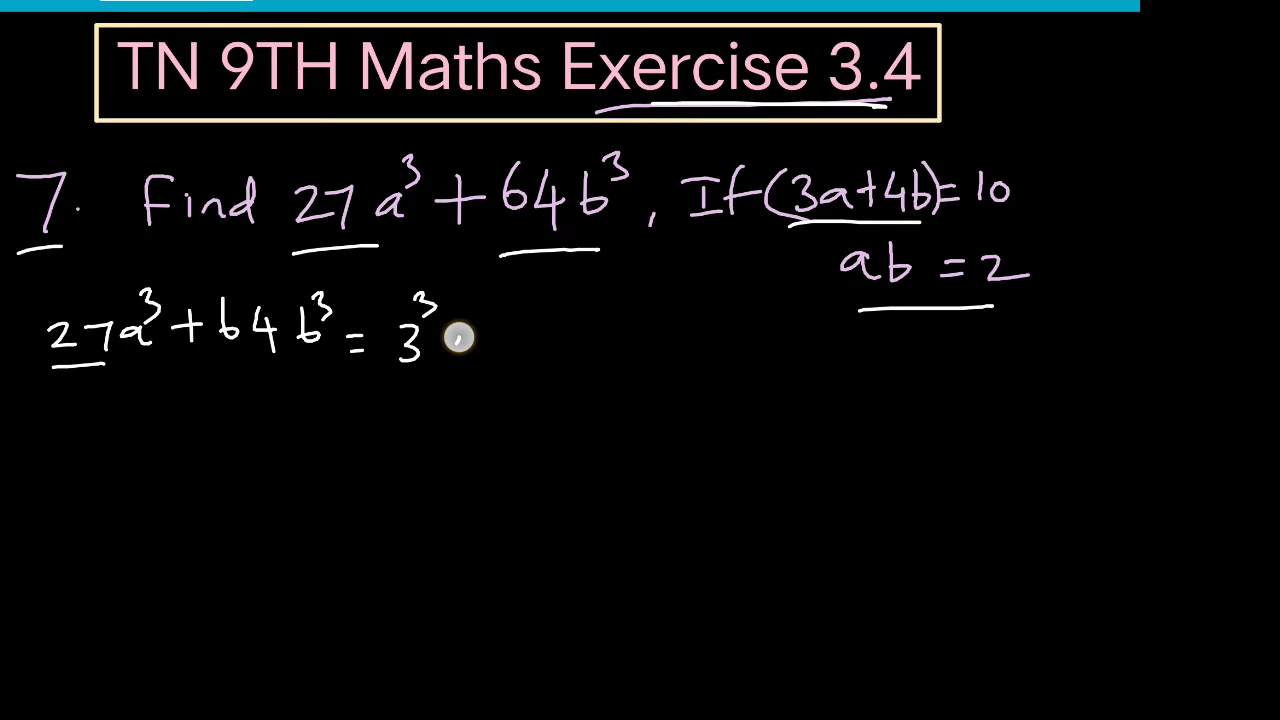 TN 9TH Maths Exercise 3.4
7. Find 27a³ + 64b³, If (3a+4b)=10
ab = 2
27a³ + 64b³ = 3³